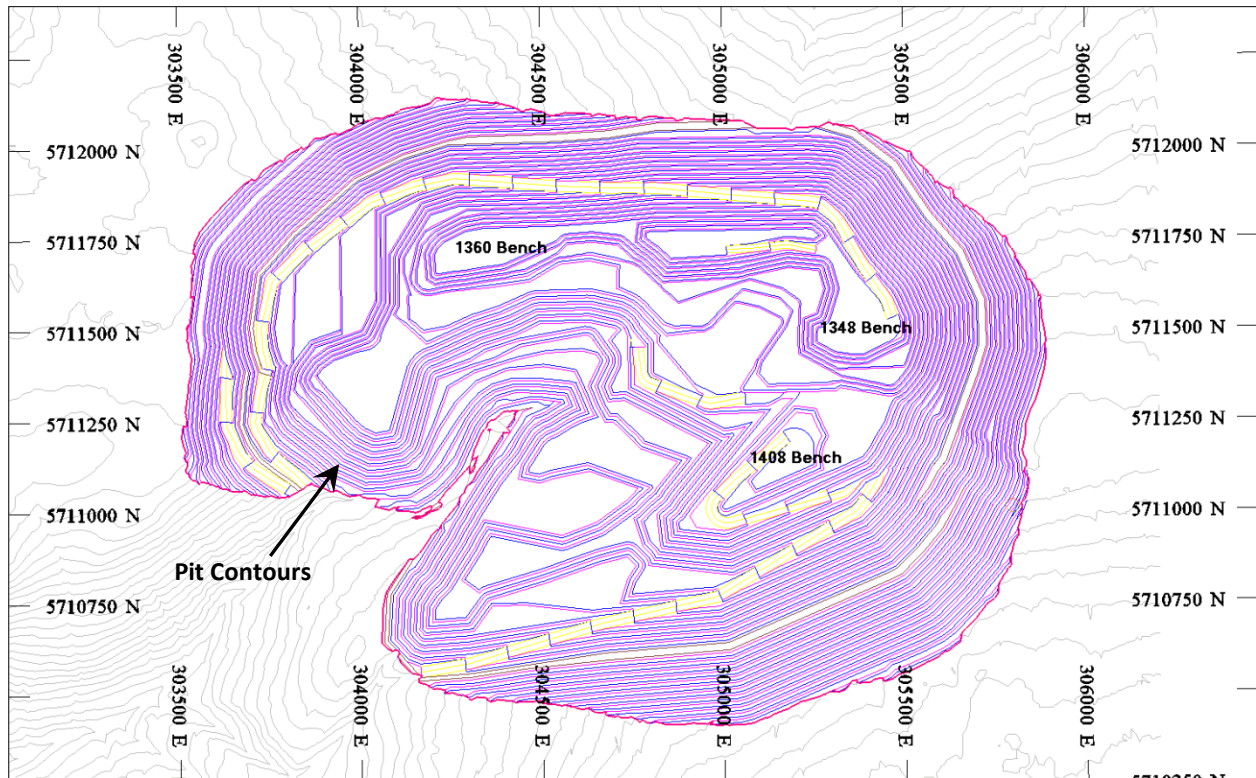 303500 E
304000 E
304500 E
305000 E
305500 E
306000 E
5712000 N
5712000 N
5711750 N
1360 Bench
5711750 N
5711500 N
1348 Bench
5711500 N
5711250 N
5711250 N
1408 Bench
5711000 N
5711000 N
Pit Contours
5710750 N
5710750 N
303500 E
304000 E
304500 E
305000 E
305500 E
306000 E